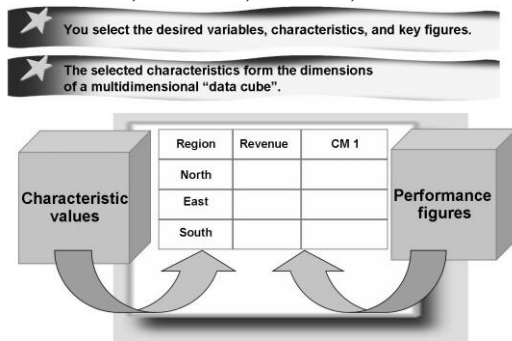 You select the desired variables, characteristics, and key figures.
The selected characteristics form the dimensions
of a multidimensional “data cube”.
Region Revenue CM 1
North
East
South
Characteristic
values
Performance
figures